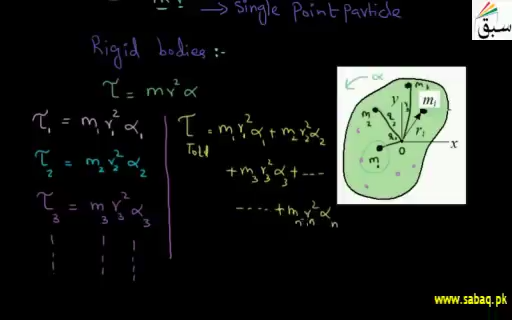 → Single Point Particle
Rigid bodies :-
τ = mr²α
τ₁ = m₁r₁²α₁
τ₂ = m₂r₂²α₂
τ₃ = m₃r₃²α₃
τ = m₁r₁²α₁ + m₂r₂²α₂
Total
+ m₃r₃²α₃ + ---
---- + mₙrₙ²αₙ
α
y
m₁
r₁
O
x
سبق
www.sabaq.pk